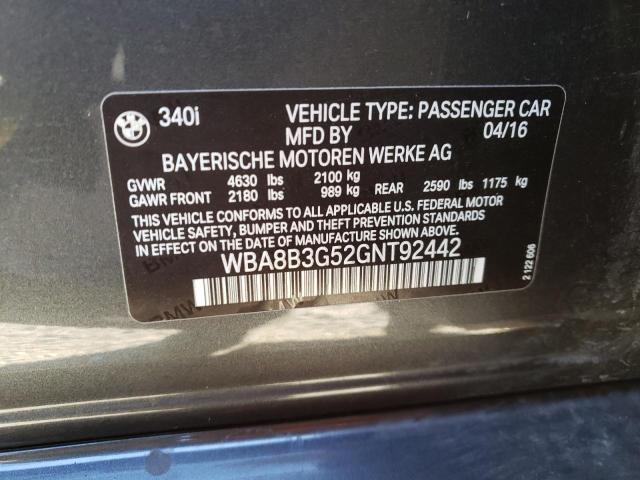 BMW 340i VEHICLE TYPE: PASSENGER CAR
MFD BY 04/16
BAYERISCHE MOTOREN WERKE AG
GVWR 4630 lbs 2100 kg
GAWR FRONT 2180 lbs 989 kg REAR 2590 lbs 1175 kg
THIS VEHICLE CONFORMS TO ALL APPLICABLE U.S. FEDERAL MOTOR
VEHICLE SAFETY, BUMPER AND THEFT PREVENTION STANDARDS
IN EFFECT ON THE DATE OF MANUFACTURE SHOWN ABOVE.
WBA8B3G52GNT92442
2 122 606